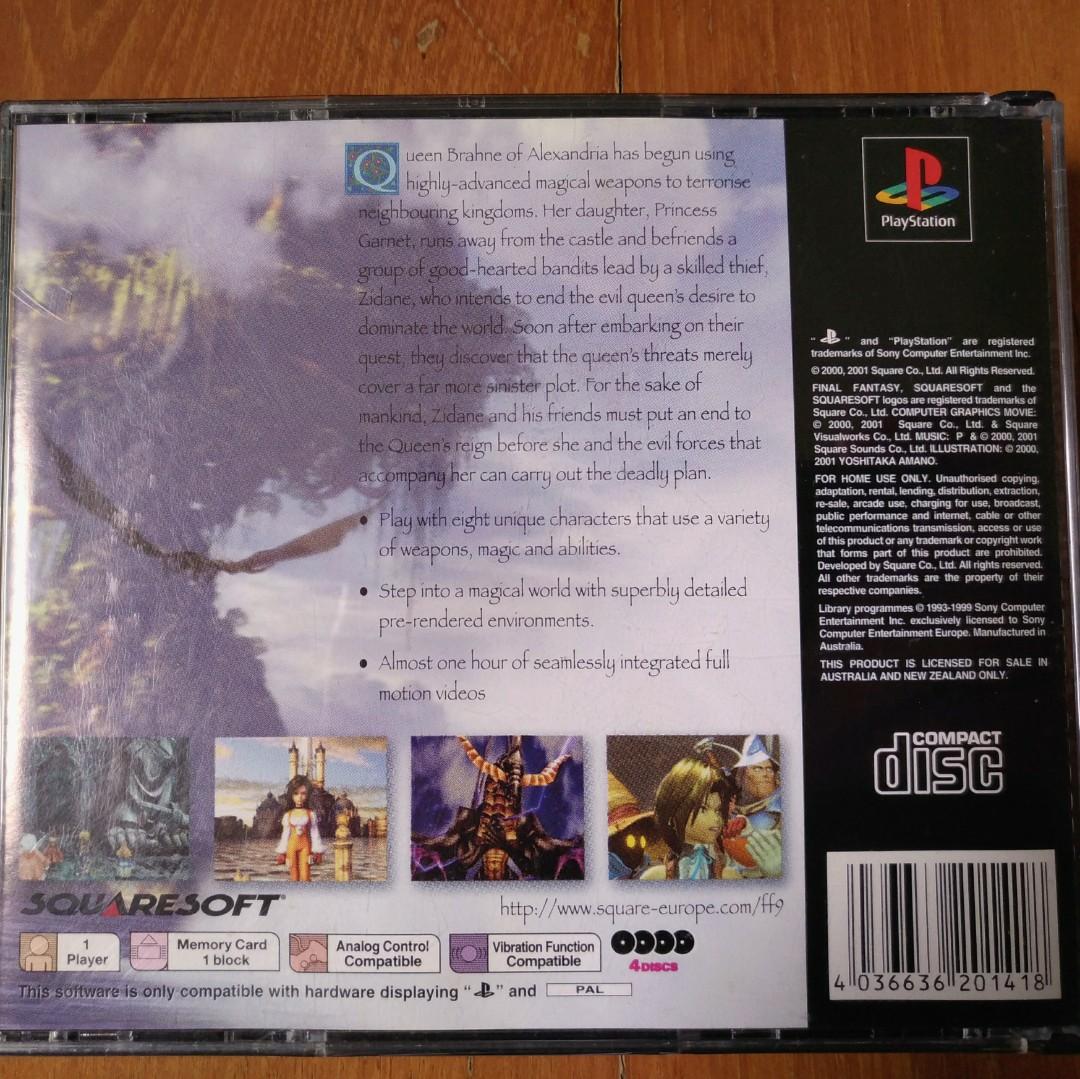 Queen Brahne of Alexandria has begun using
highly-advanced magical weapons to terrorise
neighbouring kingdoms. Her daughter, Princess
Garnet, runs away from the castle and befriends a
group of good-hearted bandits lead by a skilled thief,
Zidane, who intends to end the evil queen's desire to
dominate the world. Soon after embarking on their
quest, they discover that the queen's threats merely
cover a far more sinister plot. For the sake of
mankind, Zidane and his friends must put an end to
the Queen's reign before she and the evil forces that
accompany her can carry out the deadly plan.
• Play with eight unique characters that use a variety
of weapons, magic and abilities.
• Step into a magical world with superbly detailed
pre-rendered environments.
• Almost one hour of seamlessly integrated full
motion videos
SQUARESOFT
http://www.square-europe.com/ff9
1
Player
Memory Card
1 block
Analog Control
Compatible
Vibration Function
Compatible
4 DISCS
This software is only compatible with hardware displaying " " and PAL
PlayStation
" " and "PlayStation" are registered
trademarks of Sony Computer Entertainment Inc.
© 2000, 2001 Square Co., Ltd. All Rights Reserved.
FINAL FANTASY, SQUARESOFT and the
SQUARESOFT logos are registered trademarks of
Square Co., Ltd. COMPUTER GRAPHICS MOVIE:
© 2000, 2001 Square Co., Ltd. & Square
Visualworks Co., Ltd. MUSIC: P & © 2000, 2001
Square Sounds Co., Ltd. ILLUSTRATION: © 2000,
2001 YOSHITAKA AMANO.
FOR HOME USE ONLY. Unauthorised copying,
adaptation, rental, lending, distribution, extraction,
re-sale, arcade use, charging for use, broadcast,
public performance and internet, cable or other
telecommunications transmission, access or use
of this product or any trademark or copyright work
that forms part of this product are prohibited.
Developed by Square Co., Ltd. All rights reserved.
All other trademarks are the property of their
respective companies.
Library programmes © 1993-1999 Sony Computer
Entertainment Inc. exclusively licensed to Sony
Computer Entertainment Europe. Manufactured in
Australia.
THIS PRODUCT IS LICENSED FOR SALE IN
AUSTRALIA AND NEW ZEALAND ONLY.
COMPACT
disc
4 036636 201418